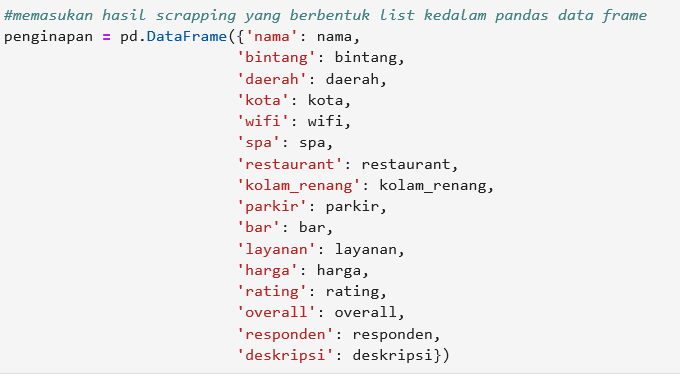 #memasukan hasil scrapping yang berbentuk list kedalam pandas data frame
penginapan = pd.DataFrame({'nama': nama,
'bintang': bintang,
'daerah': daerah,
'kota': kota,
'wifi': wifi,
'spa': spa,
'restaurant': restaurant,
'kolam_renang': kolam_renang,
'parkir': parkir,
'bar': bar,
'layanan': layanan,
'harga': harga,
'rating': rating,
'overall': overall,
'responden': responden,
'deskripsi': deskripsi})